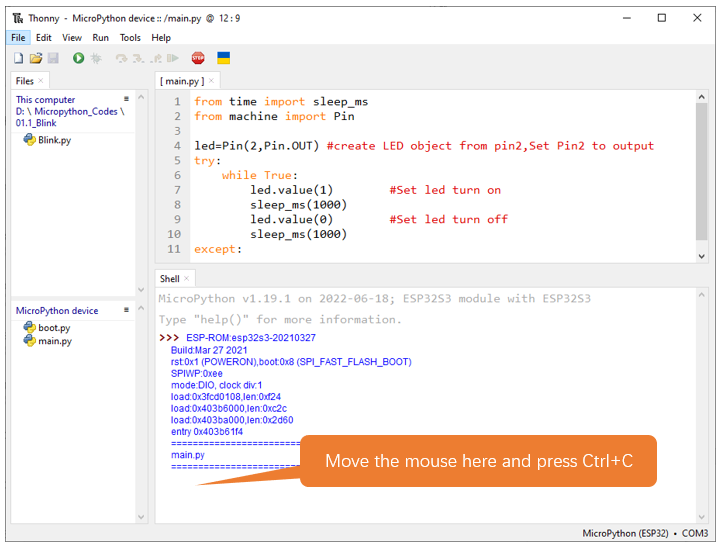 Thonny - MicroPython device :: /main.py @ 12 : 9
File Edit View Run Tools Help
STOP
Files ×
This computer
D: \ Micropython_Codes \
01.1_Blink
Blink.py
MicroPython device
boot.py
main.py
[ main.py ] ×
1 from time import sleep_ms
2 from machine import Pin
3
4 led=Pin(2,Pin.OUT) #create LED object from pin2,Set Pin2 to output
5 try:
6 while True:
7 led.value(1) #Set led turn on
8 sleep_ms(1000)
9 led.value(0) #Set led turn off
10 sleep_ms(1000)
11 except:
Shell ×
MicroPython v1.19.1 on 2022-06-18; ESP32S3 module with ESP32S3
Type "help()" for more information.
>>> ESP-ROM:esp32s3-20210327
Build:Mar 27 2021
rst:0x1 (POWERON),boot:0x8 (SPI_FAST_FLASH_BOOT)
SPIWP:0xee
mode:DIO, clock div:1
load:0x3fcd0108,len:0xf24
load:0x403b6000,len:0xc2c
load:0x403ba000,len:0x2d60
entry 0x403b61f4
======================
main.py
======================
Move the mouse here and press Ctrl+C
MicroPython (ESP32) • COM3